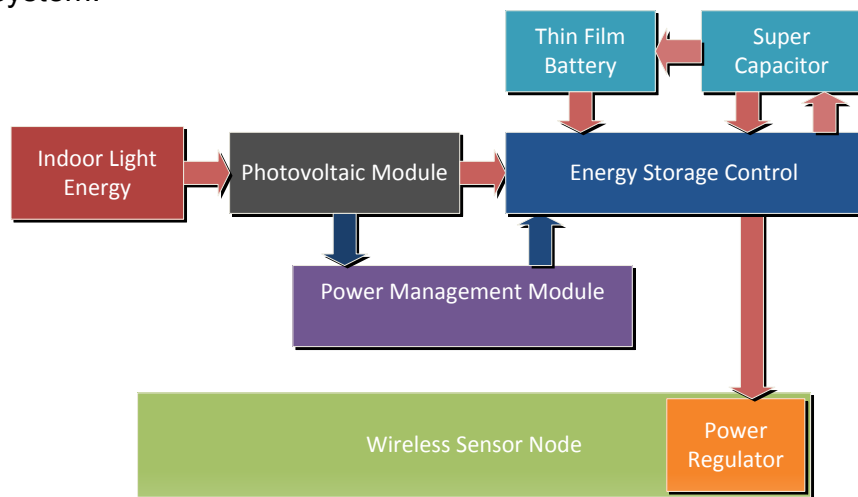 system.
Thin Film
Battery
Super
Capacitor
Indoor Light
Energy
Photovoltaic Module
Energy Storage Control
Power Management Module
Wireless Sensor Node
Power
Regulator